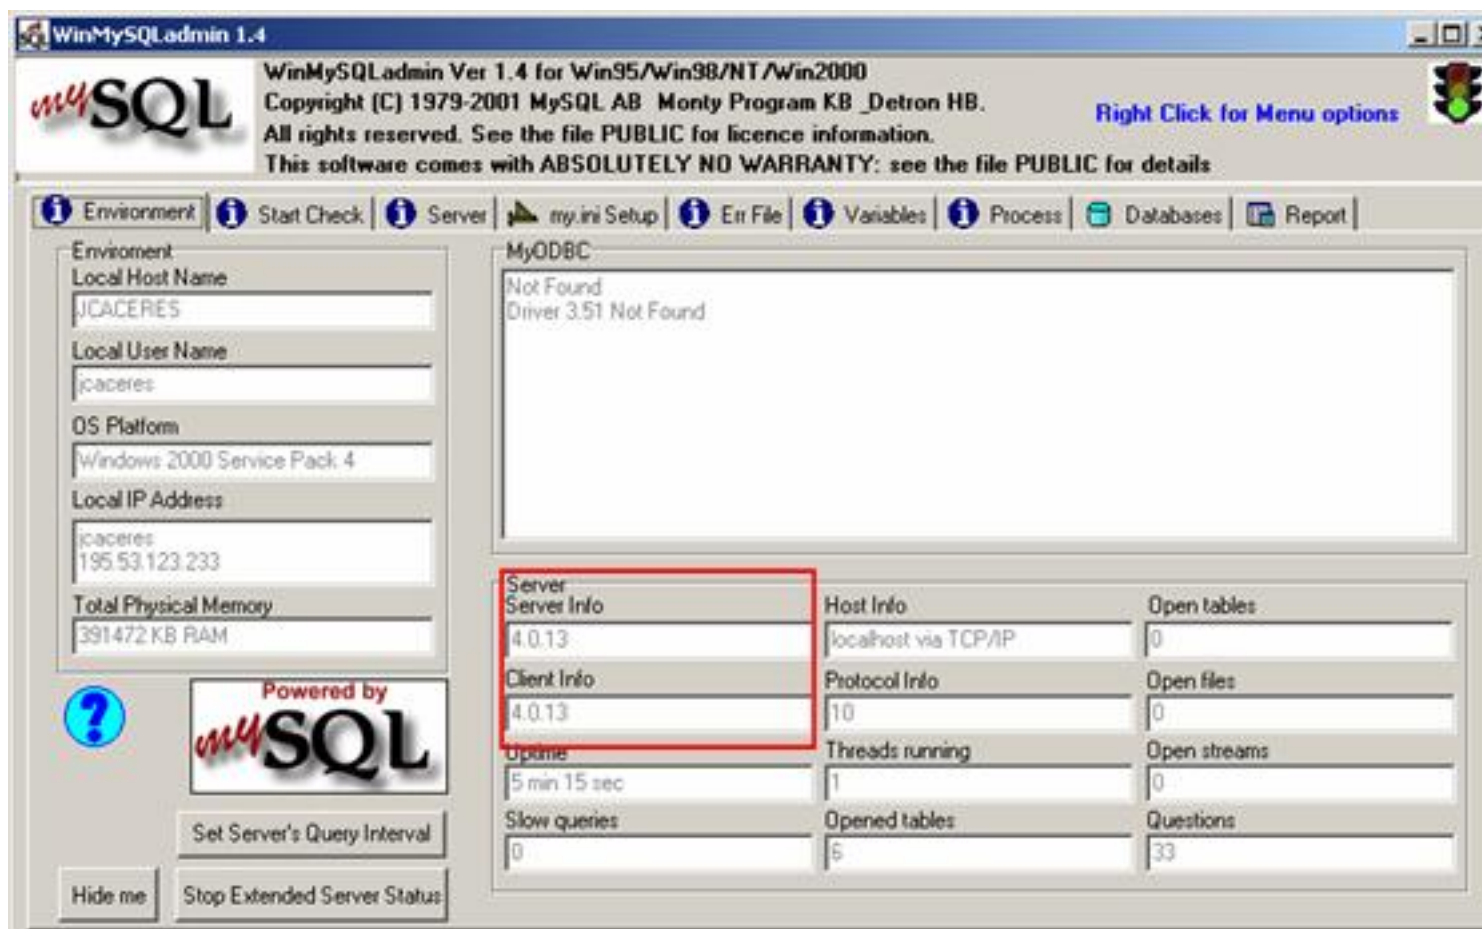 WinMySQLadmin 1.4
mySQL
WinMySQLadmin Ver 1.4 for Win95/Win98/NT/Win2000
Copyright (C) 1979-2001 MySQL AB Monty Program KB _Detron HB.
All rights reserved. See the file PUBLIC for licence information.
This software comes with ABSOLUTELY NO WARRANTY: see the file PUBLIC for details
Right Click for Menu options
Environment Start Check Server my.ini Setup Err File Variables Process Databases Report
Enviroment
Local Host Name
JCACERES
Local User Name
jcaceres
OS Platform
Windows 2000 Service Pack 4
Local IP Address
jcaceres
195.53.123.233
Total Physical Memory
391472 KB RAM
MyODBC
Not Found
Driver 3.51 Not Found
Server
Server Info Host Info Open tables
4.0.13 localhost via TCP/IP 0
Client Info Protocol Info Open files
4.0.13 10 0
Uptime Threads running Open streams
5 min 15 sec 1 0
Slow queries Opened tables Questions
0 6 33
?
Powered by
mySQL
Set Server's Query Interval
Hide me Stop Extended Server Status